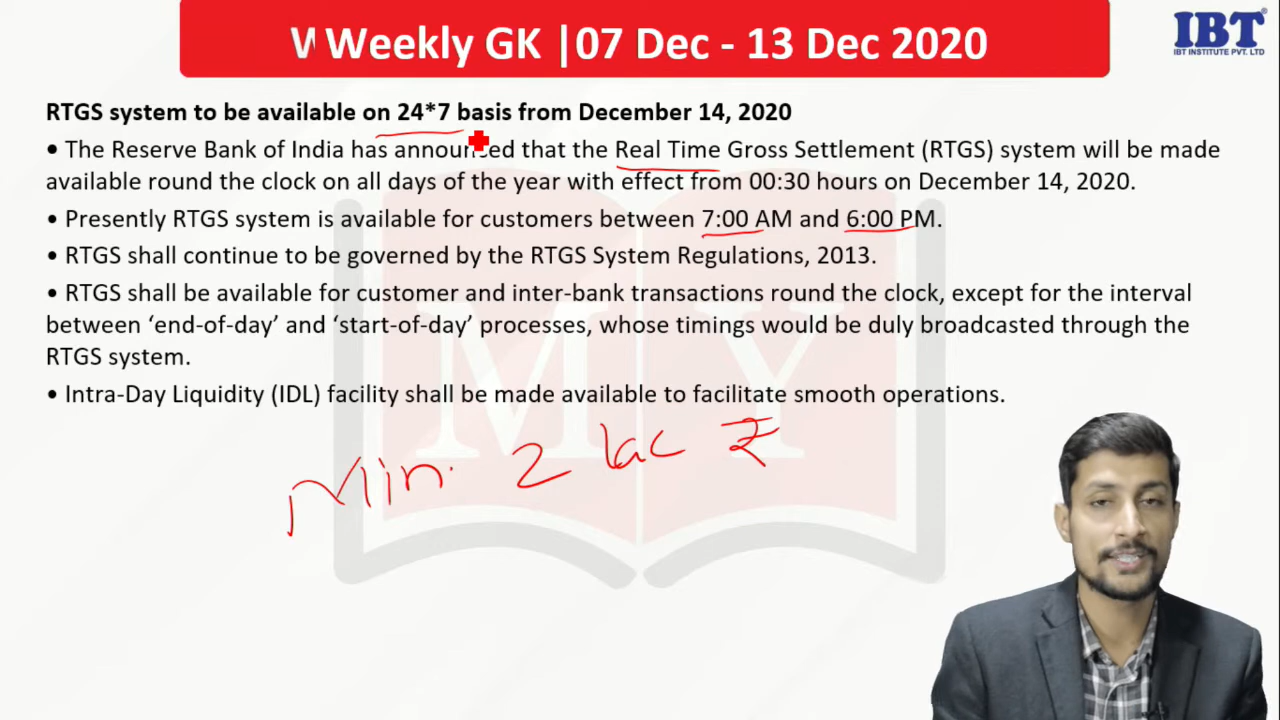 W Weekly GK |07 Dec - 13 Dec 2020
IBT
IBT INSTITUTE PVT. LTD
RTGS system to be available on 24*7 basis from December 14, 2020
• The Reserve Bank of India has announced that the Real Time Gross Settlement (RTGS) system will be made
available round the clock on all days of the year with effect from 00:30 hours on December 14, 2020.
• Presently RTGS system is available for customers between 7:00 AM and 6:00 PM.
• RTGS shall continue to be governed by the RTGS System Regulations, 2013.
• RTGS shall be available for customer and inter-bank transactions round the clock, except for the interval
between ‘end-of-day’ and ‘start-of-day’ processes, whose timings would be duly broadcasted through the
RTGS system.
• Intra-Day Liquidity (IDL) facility shall be made available to facilitate smooth operations.
Min. 2 lac ₹
M Y